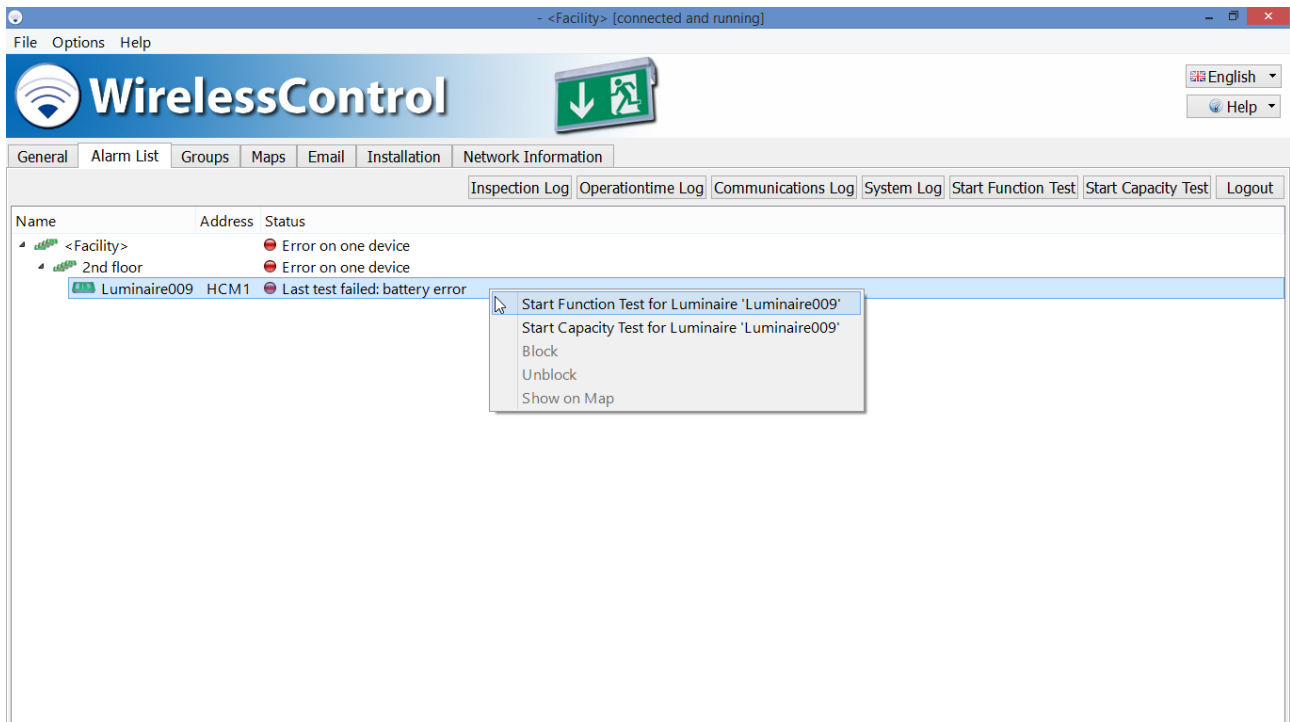 - <Facility> [connected and running]
File Options Help
WirelessControl
English
Help
General Alarm List Groups Maps Email Installation Network Information
Inspection Log Operationtime Log Communications Log System Log Start Function Test Start Capacity Test Logout
Name Address Status
<Facility> Error on one device
2nd floor Error on one device
Luminaire009 HCM1 Last test failed: battery error
Start Function Test for Luminaire 'Luminaire009'
Start Capacity Test for Luminaire 'Luminaire009'
Block
Unblock
Show on Map